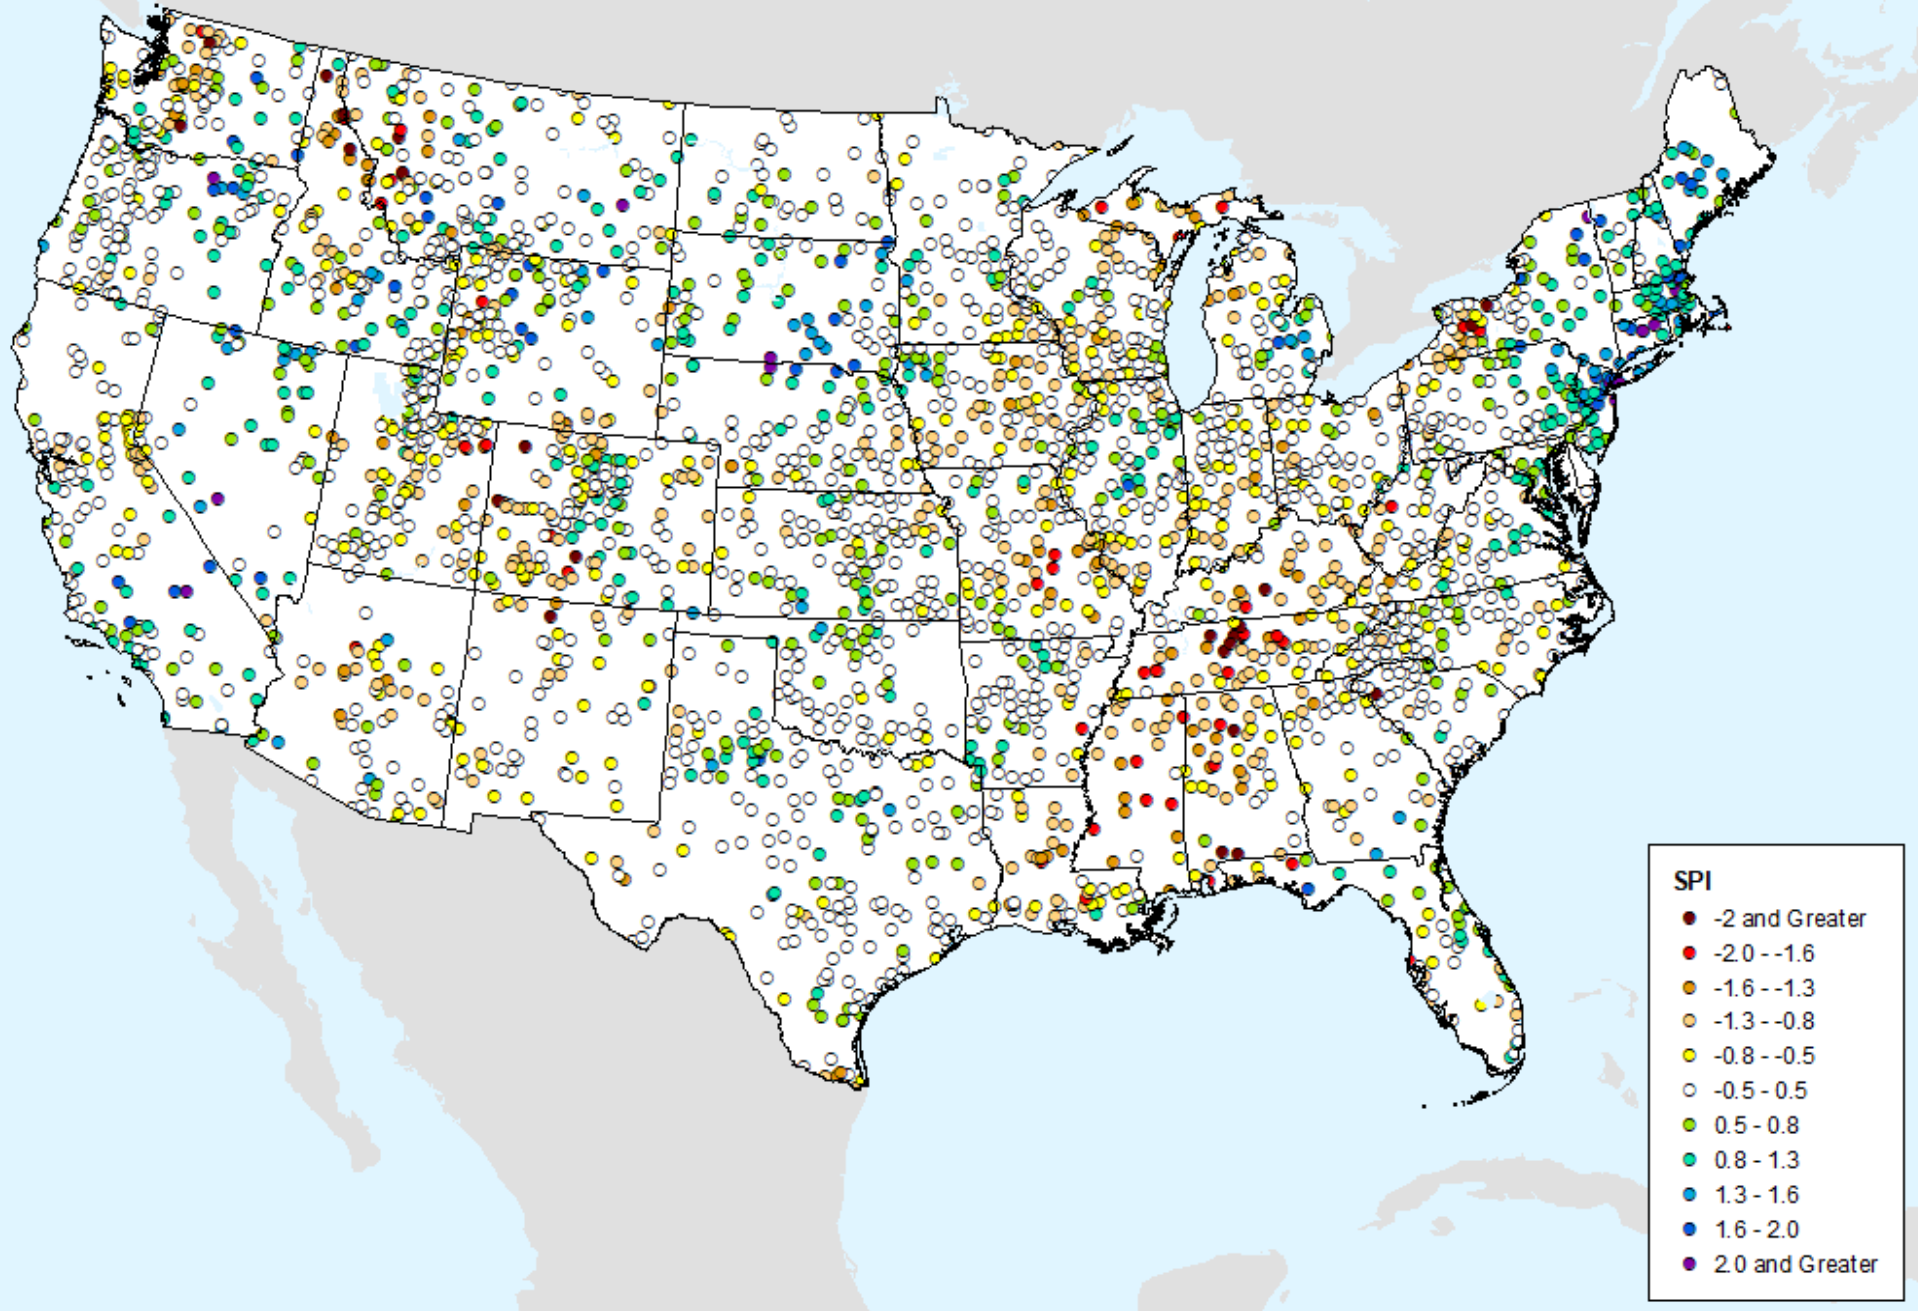 SPI
-2 and Greater
-2.0 - -1.6
-1.6 - -1.3
-1.3 - -0.8
-0.8 - -0.5
-0.5 - 0.5
0.5 - 0.8
0.8 - 1.3
1.3 - 1.6
1.6 - 2.0
2.0 and Greater